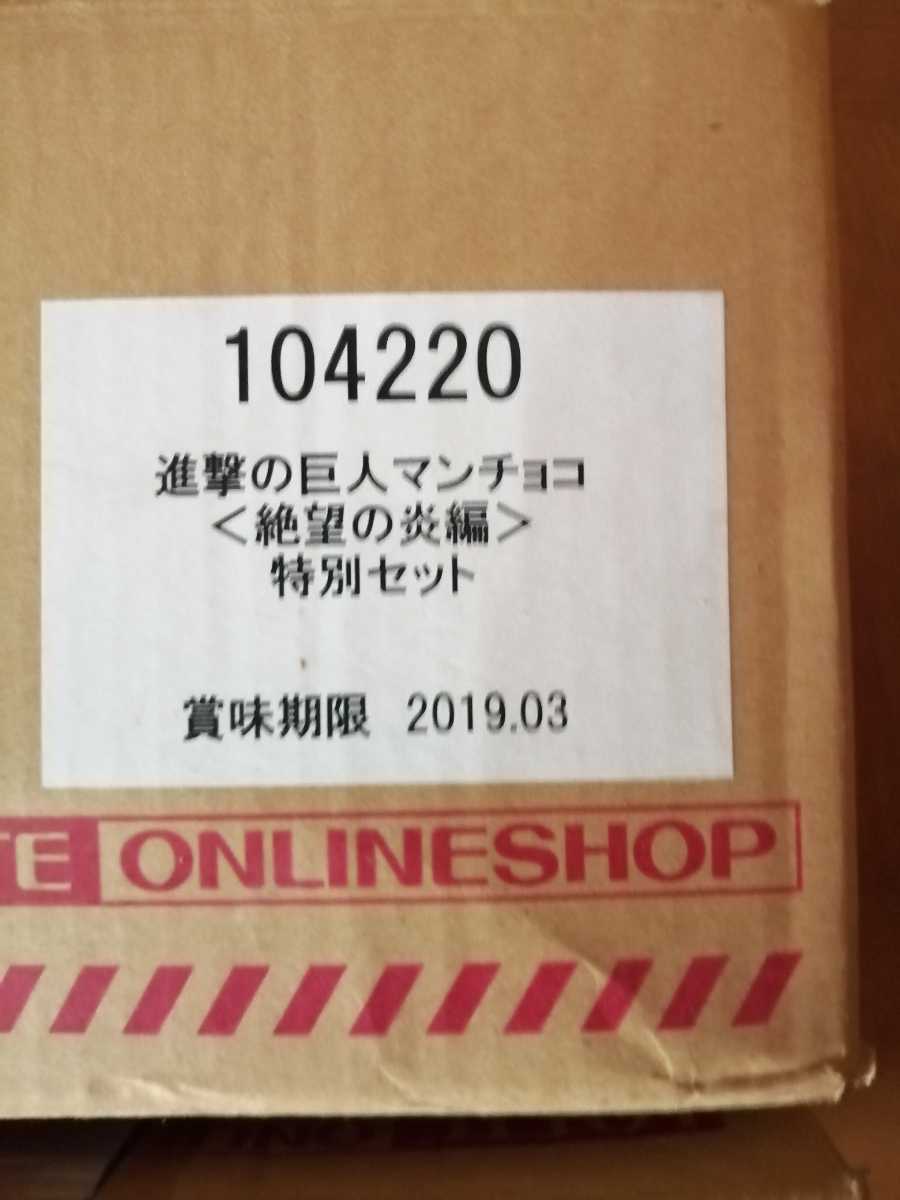 104220
進撃の巨人マンチョコ
＜絶望の炎編＞
特別セット
賞味期限 2019.03
TE ONLINESHOP